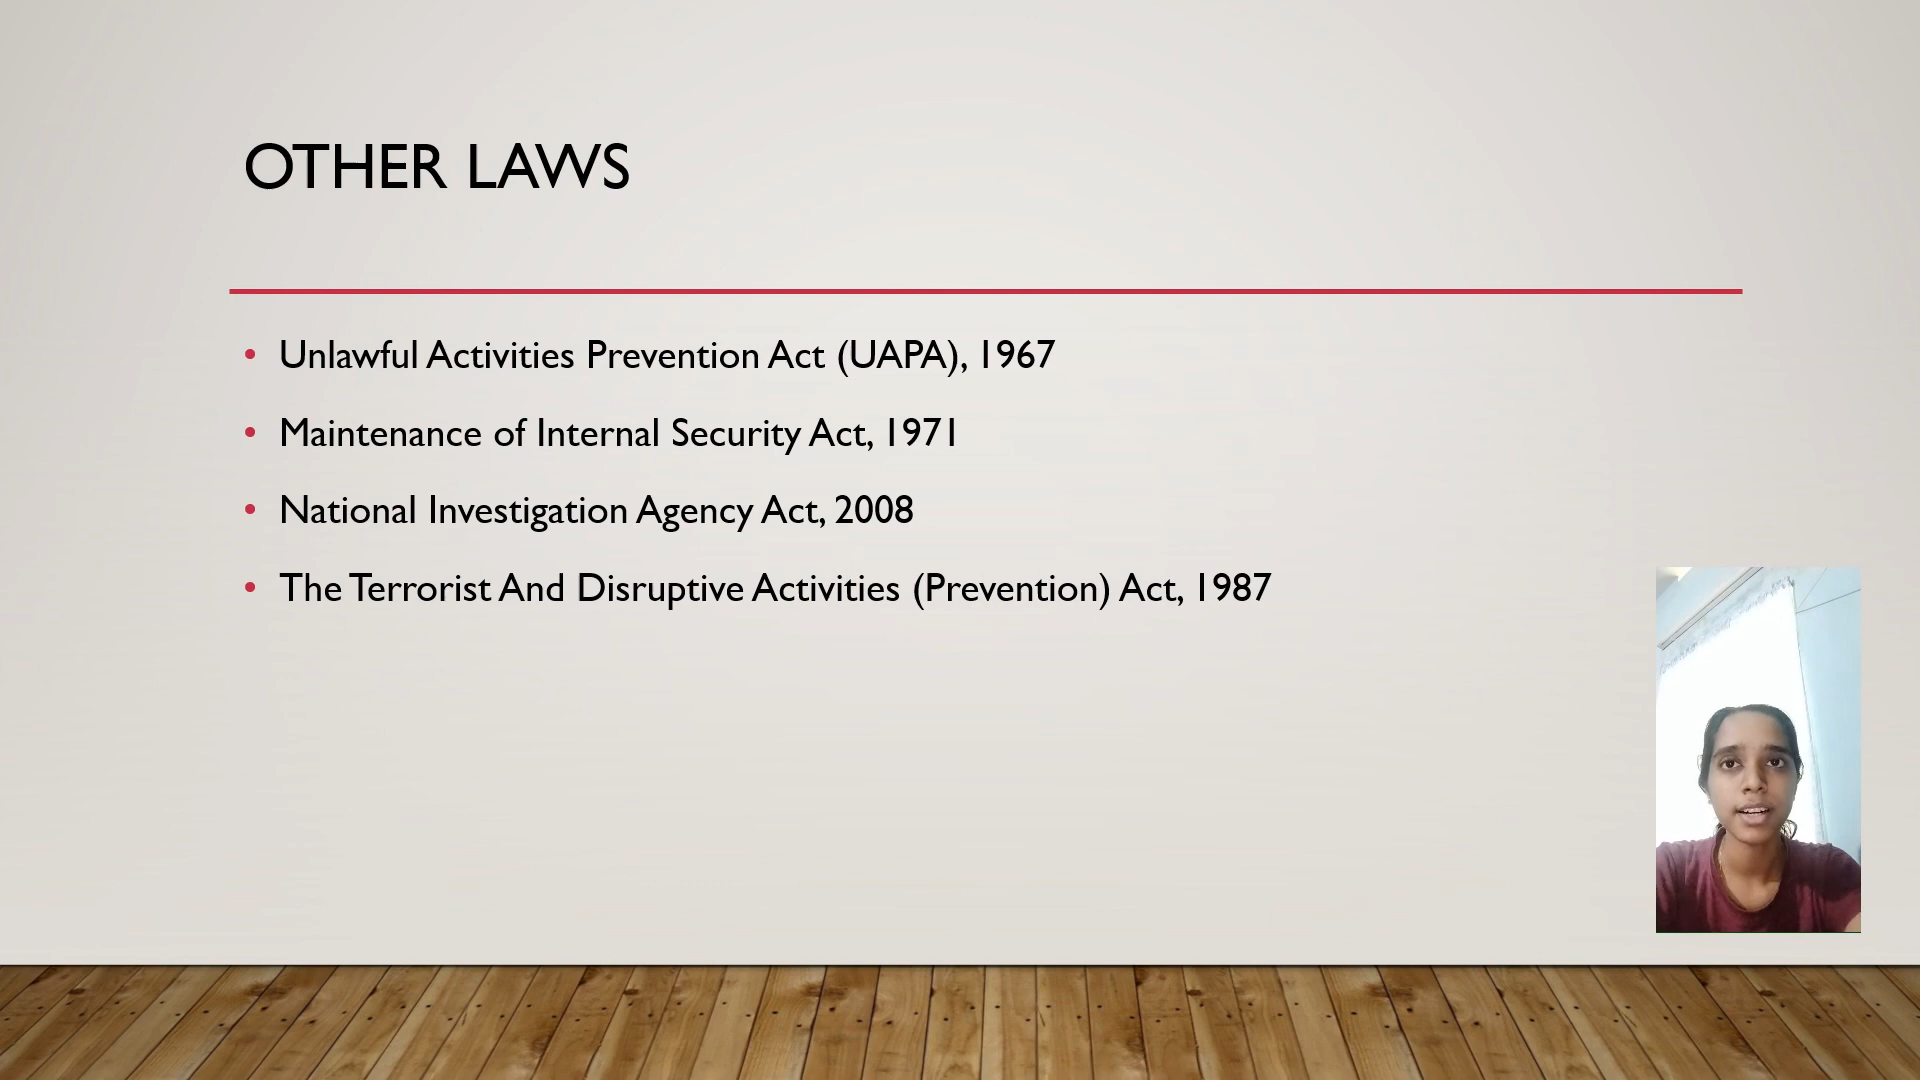 OTHER LAWS
• Unlawful Activities Prevention Act (UAPA), 1967
• Maintenance of Internal Security Act, 1971
• National Investigation Agency Act, 2008
• The Terrorist And Disruptive Activities (Prevention) Act, 1987